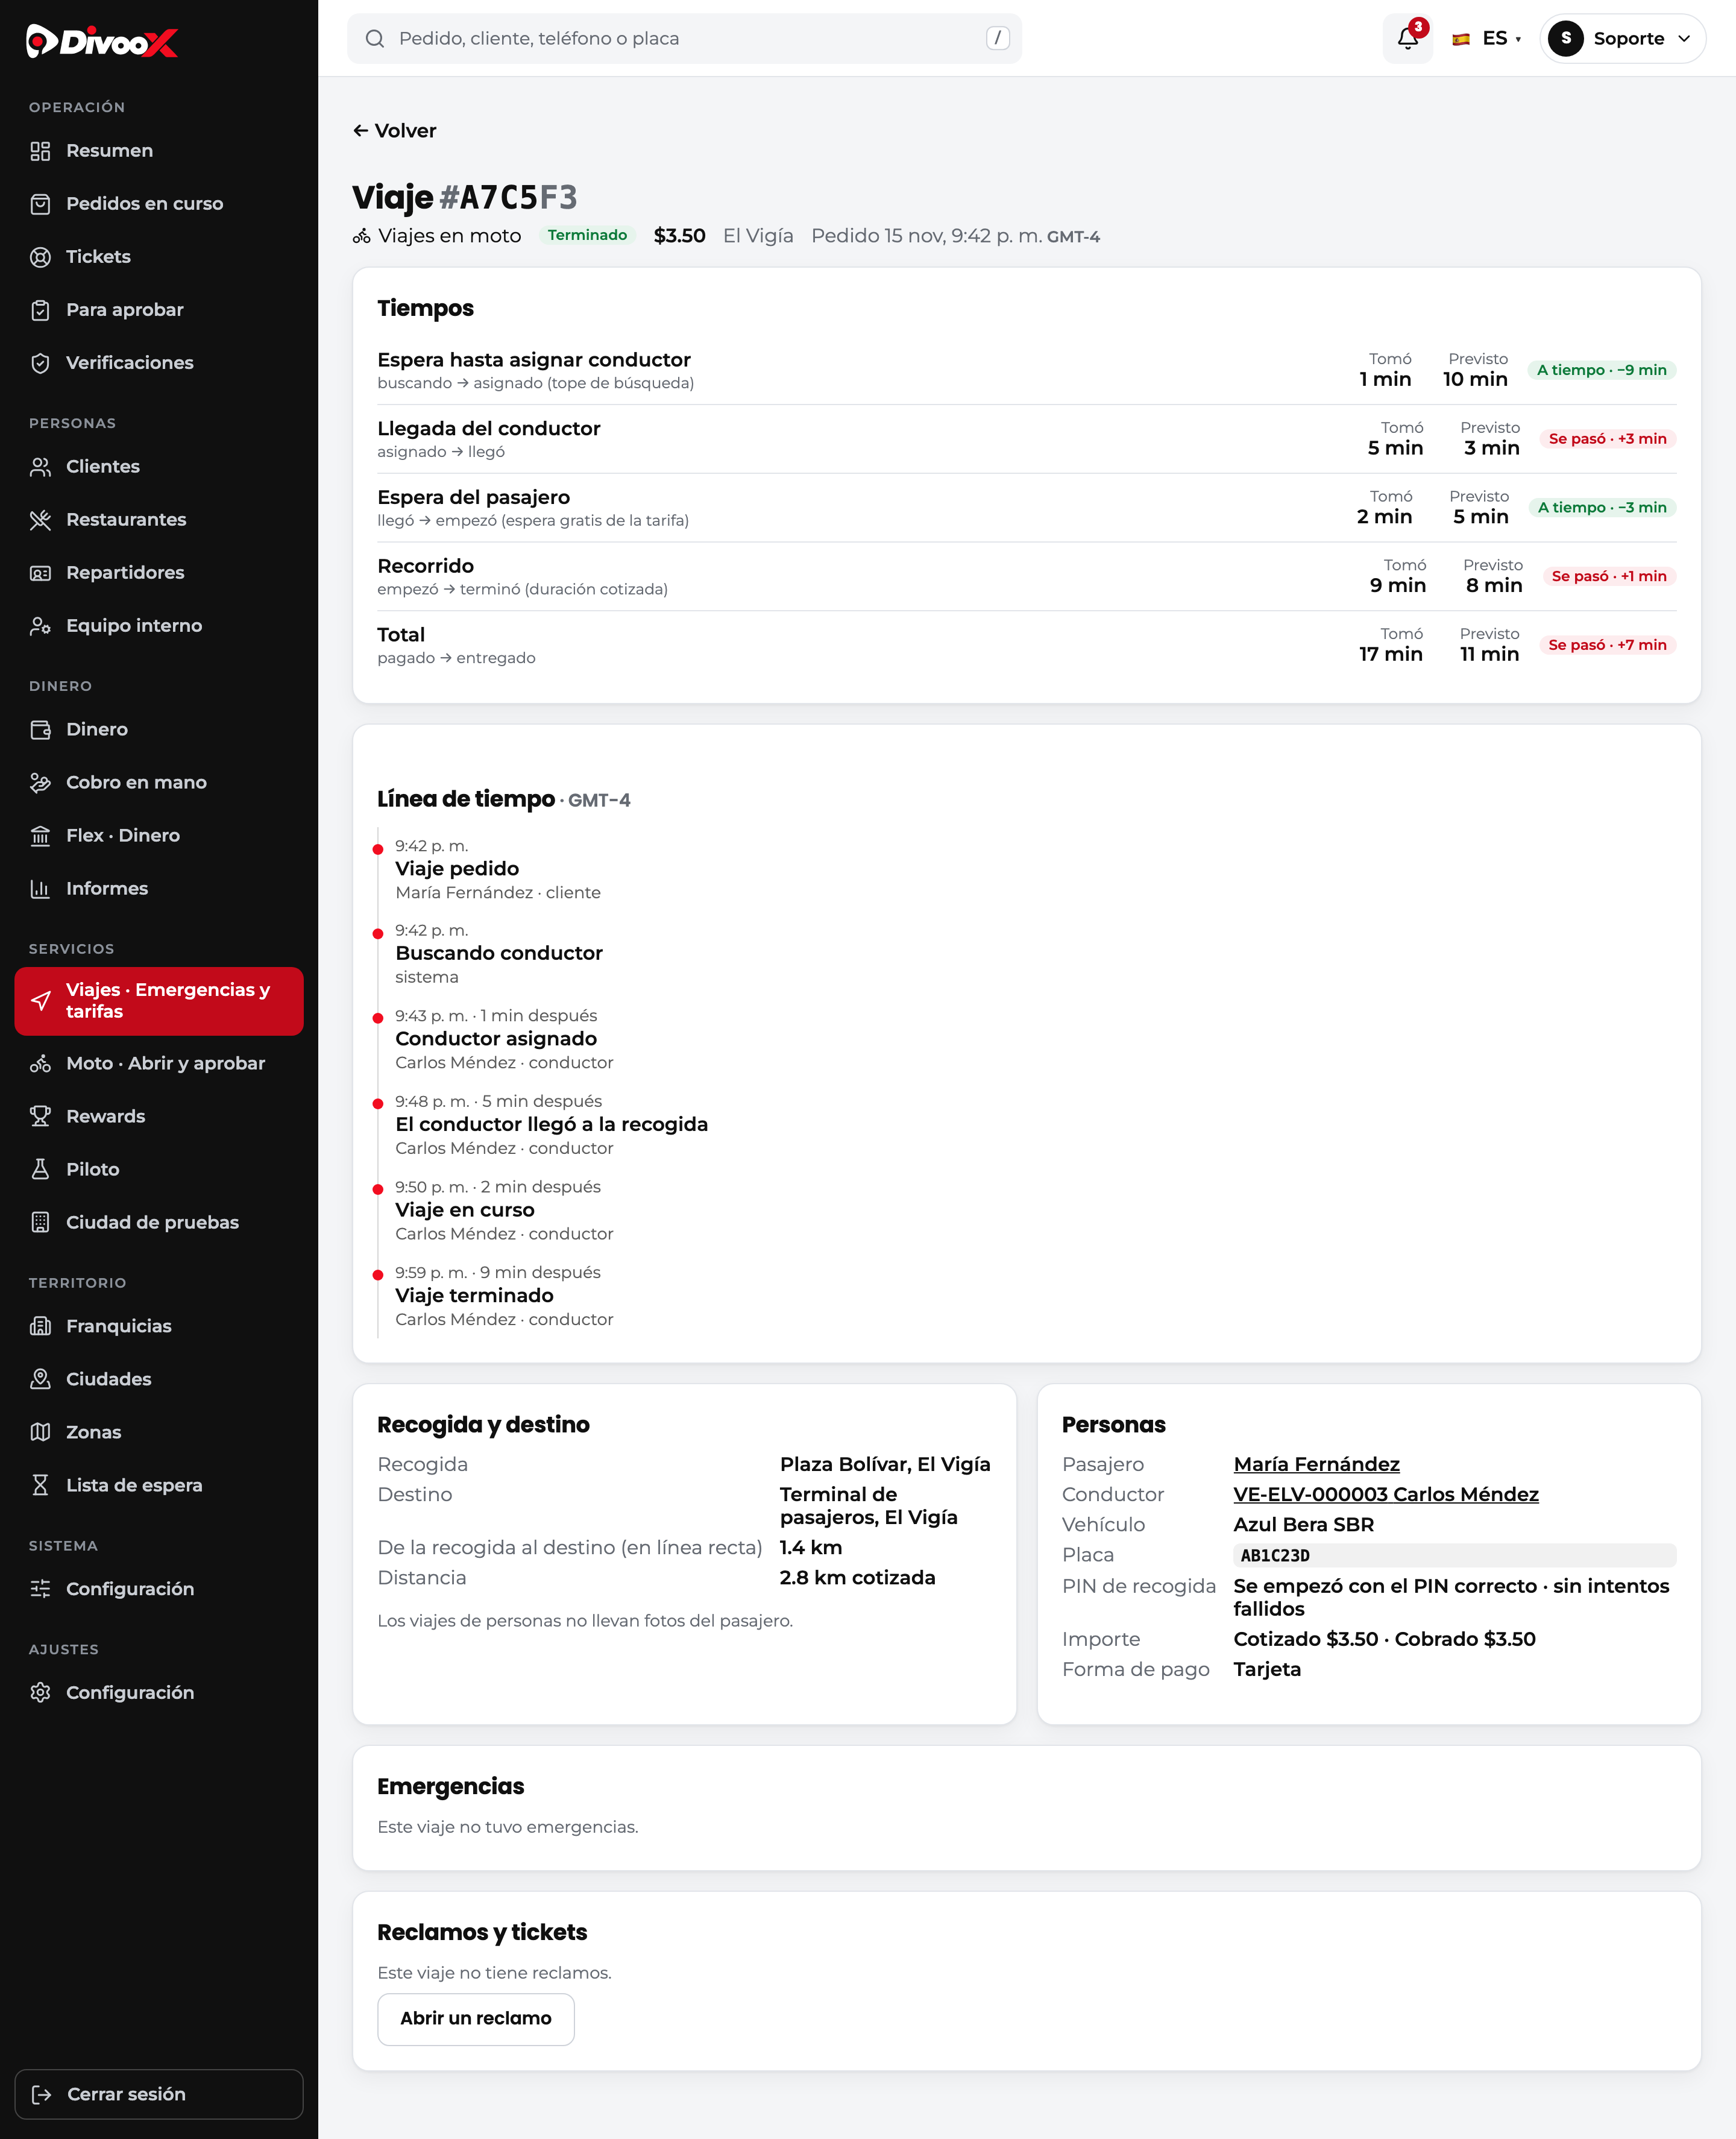 DivooX
OPERACIÓN
Resumen
Pedidos en curso
Tickets
Para aprobar
Verificaciones
PERSONAS
Clientes
Restaurantes
Repartidores
Equipo interno
DINERO
Dinero
Cobro en mano
Flex · Dinero
Informes
SERVICIOS
Viajes · Emergencias y
tarifas
Moto · Abrir y aprobar
Rewards
Piloto
Ciudad de pruebas
TERRITORIO
Franquicias
Ciudades
Zonas
Lista de espera
SISTEMA
Configuración
AJUSTES
Configuración
Cerrar sesión
Pedido, cliente, teléfono o placa /
3
ES
S Soporte
← Volver
Viaje #A7C5F3
Viajes en moto Terminado $3.50 El Vigía Pedido 15 nov, 9:42 p. m. GMT-4
Tiempos
Espera hasta asignar conductor
buscando → asignado (tope de búsqueda)
Tomó Previsto
1 min 10 min A tiempo · −9 min
Llegada del conductor
asignado → llegó
Tomó Previsto
5 min 3 min Se pasó · +3 min
Espera del pasajero
llegó → empezó (espera gratis de la tarifa)
Tomó Previsto
2 min 5 min A tiempo · −3 min
Recorrido
empezó → terminó (duración cotizada)
Tomó Previsto
9 min 8 min Se pasó · +1 min
Total
pagado → entregado
Tomó Previsto
17 min 11 min Se pasó · +7 min
Línea de tiempo · GMT-4
9:42 p. m.
Viaje pedido
María Fernández · cliente
9:42 p. m.
Buscando conductor
sistema
9:43 p. m. · 1 min después
Conductor asignado
Carlos Méndez · conductor
9:48 p. m. · 5 min después
El conductor llegó a la recogida
Carlos Méndez · conductor
9:50 p. m. · 2 min después
Viaje en curso
Carlos Méndez · conductor
9:59 p. m. · 9 min después
Viaje terminado
Carlos Méndez · conductor
Recogida y destino
Recogida Plaza Bolívar, El Vigía
Destino Terminal de
pasajeros, El Vigía
De la recogida al destino (en línea recta) 1.4 km
Distancia 2.8 km cotizada
Los viajes de personas no llevan fotos del pasajero.
Personas
Pasajero María Fernández
Conductor VE-ELV-000003 Carlos Méndez
Vehículo Azul Bera SBR
Placa AB1C23D
PIN de recogida Se empezó con el PIN correcto · sin intentos
fallidos
Importe Cotizado $3.50 · Cobrado $3.50
Forma de pago Tarjeta
Emergencias
Este viaje no tuvo emergencias.
Reclamos y tickets
Este viaje no tiene reclamos.
Abrir un reclamo